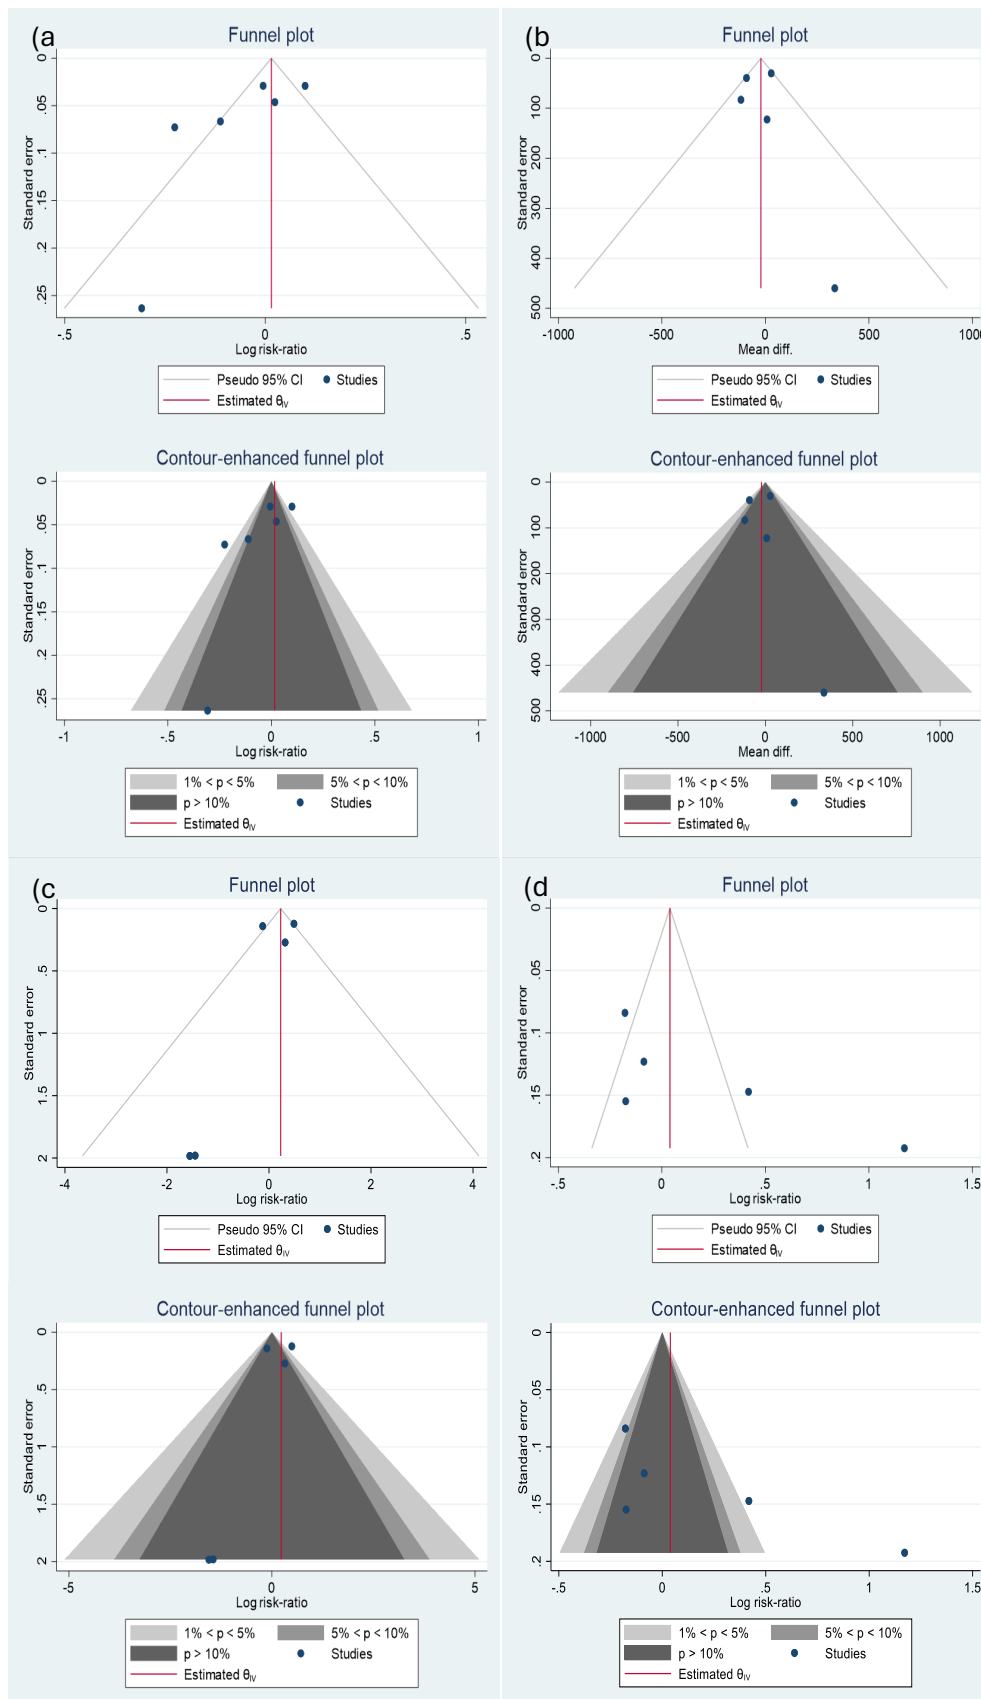 (a
Funnel plot
0
.05
.1
.15
.2
.25
Standard error
-.5
0
.5
Log risk-ratio
Pseudo 95% CI
Studies
Estimated θIV
Contour-enhanced funnel plot
0
.05
.1
.15
.2
.25
Standard error
-1
-.5
0
.5
1
Log risk-ratio
1% < p < 5%
5% < p < 10%
p > 10%
Studies
Estimated θIV
(b)
Funnel plot
0
100
200
300
400
500
Standard error
-1000
-500
0
500
1000
Mean diff.
Pseudo 95% CI
Studies
Estimated θIV
Contour-enhanced funnel plot
0
100
200
300
400
500
Standard error
-1000
-500
0
500
1000
Mean diff.
1% < p < 5%
5% < p < 10%
p > 10%
Studies
Estimated θIV
(c
Funnel plot
0
.5
1
1.5
2
Standard error
-4
-2
0
2
4
Log risk-ratio
Pseudo 95% CI
Studies
Estimated θIV
Contour-enhanced funnel plot
0
.5
1
1.5
2
Standard error
-5
0
5
Log risk-ratio
1% < p < 5%
5% < p < 10%
p > 10%
Studies
Estimated θIV
(d)
Funnel plot
0
.05
.1
.15
.2
Standard error
-.5
0
.5
1
1.5
Log risk-ratio
Pseudo 95% CI
Studies
Estimated θIV
Contour-enhanced funnel plot
0
.05
.1
.15
.2
Standard error
-.5
0
.5
1
1.5
Log risk-ratio
1% < p < 5%
5% < p < 10%
p > 10%
Studies
Estimated θIV